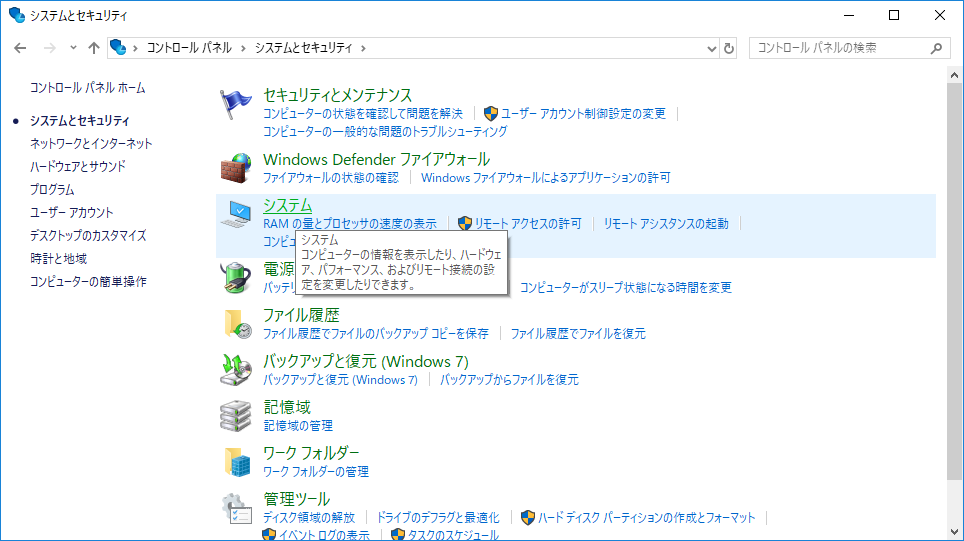 システムとセキュリティ
コントロール パネル › システムとセキュリティ ›
コントロール パネルの検索
コントロール パネル ホーム
システムとセキュリティ
ネットワークとインターネット
ハードウェアとサウンド
プログラム
ユーザー アカウント
デスクトップのカスタマイズ
時計と地域
コンピューターの簡単操作
セキュリティとメンテナンス
コンピューターの状態を確認して問題を解決 ユーザー アカウント制御設定の変更
コンピューターの一般的な問題のトラブルシューティング
Windows Defender ファイアウォール
ファイアウォールの状態の確認 Windows ファイアウォールによるアプリケーションの許可
システム
RAM の量とプロセッサの速度の表示 リモート アクセスの許可 リモート アシスタンスの起動
コンピュ
システム
コンピューターの情報を表示したり、ハードウェ
ア、パフォーマンス、およびリモート接続の設
定を変更したりできます。
電源
バッテリ コンピューターがスリープ状態になる時間を変更
ファイル履歴
ファイル履歴でファイルのバックアップ コピーを保存 ファイル履歴でファイルを復元
バックアップと復元 (Windows 7)
バックアップと復元 (Windows 7) バックアップからファイルを復元
記憶域
記憶域の管理
ワーク フォルダー
ワーク フォルダーの管理
管理ツール
ディスク領域の解放 ドライブのデフラグと最適化 ハード ディスク パーティションの作成とフォーマット
イベント ログの表示 タスクのスケジュール